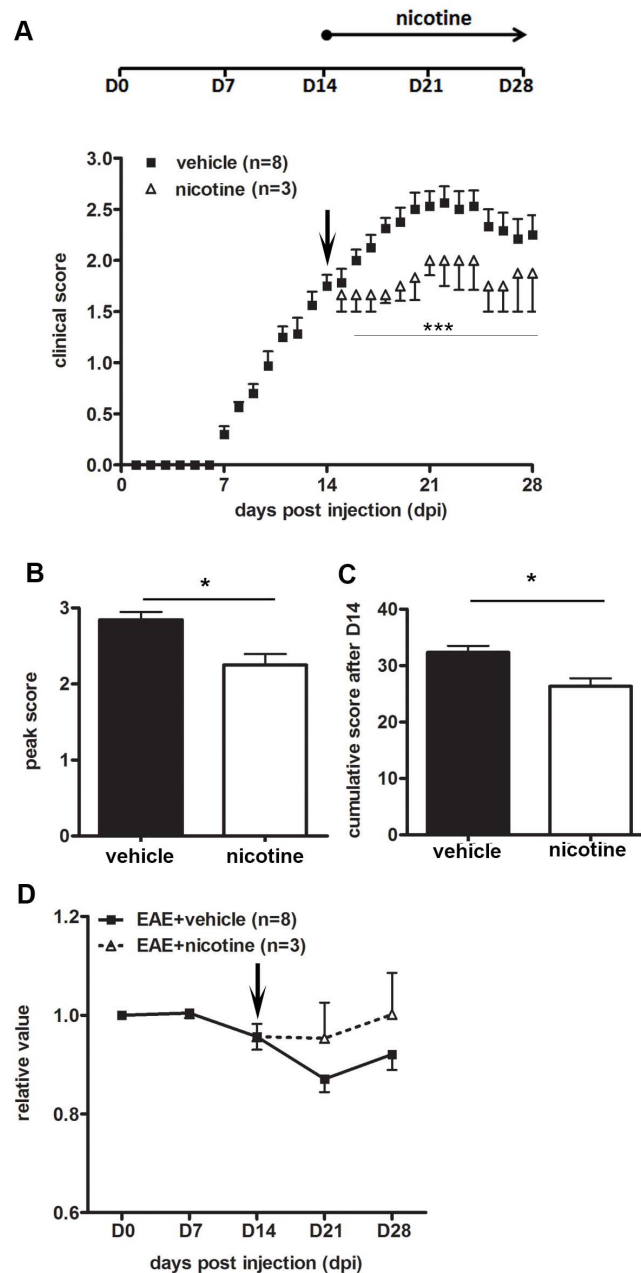 A
nicotine
D0 D7 D14 D21 D28
3.0
2.5
2.0
1.5
1.0
0.5
0.0
clinical score
vehicle (n=8)
nicotine (n=3)
***
0 7 14 21 28
days post injection (dpi)
B
*
3
2
1
0
peak score
vehicle nicotine
C
*
40
30
20
10
0
cumulative score after D14
vehicle nicotine
D
1.2
1.0
0.8
0.6
relative value
EAE+vehicle (n=8)
EAE+nicotine (n=3)
D0 D7 D14 D21 D28
days post injection (dpi)